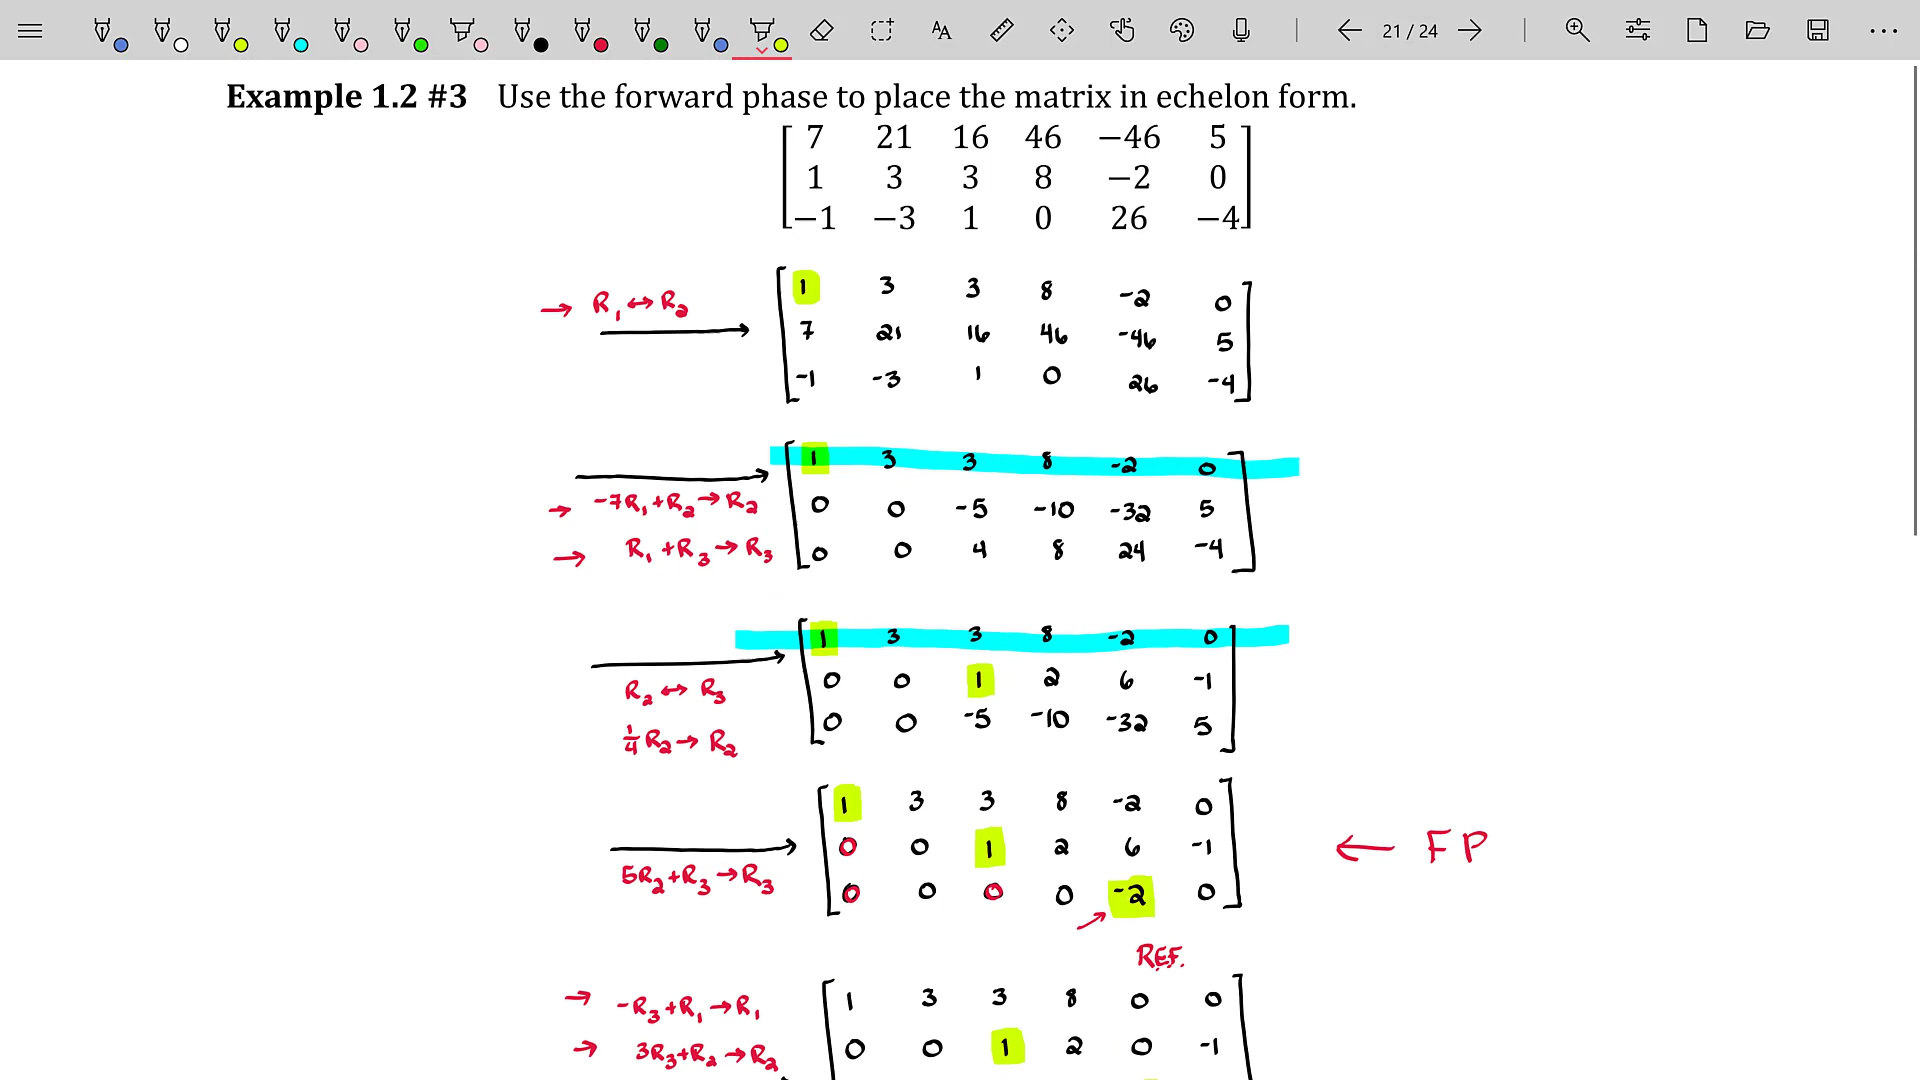 21 / 24
Example 1.2 #3 Use the forward phase to place the matrix in echelon form.
7 21 16 46 −46 5
1 3 3 8 −2 0
−1 −3 1 0 26 −4
→ R₁ ↔ R₂
1 3 3 8 -2 0
7 21 16 46 -46 5
-1 -3 1 0 26 -4
1 3 3 8 -2 0
→ -7R₁+R₂→R₂ 0 0 -5 -10 -32 5
→ R₁+R₃→R₃ 0 0 4 8 24 -4
1 3 3 8 -2 0
R₂ ↔ R₃ 0 0 1 2 6 -1
¼R₂→R₂ 0 0 -5 -10 -32 5
1 3 3 8 -2 0
0 0 1 2 6 -1 ← FP
5R₂+R₃→R₃ 0 0 0 0 -2 0
REF.
→ -R₃+R₁→R₁ 1 3 3 8 0 0
→ 3R₃+R₂→R₂ 0 0 1 2 0 -1